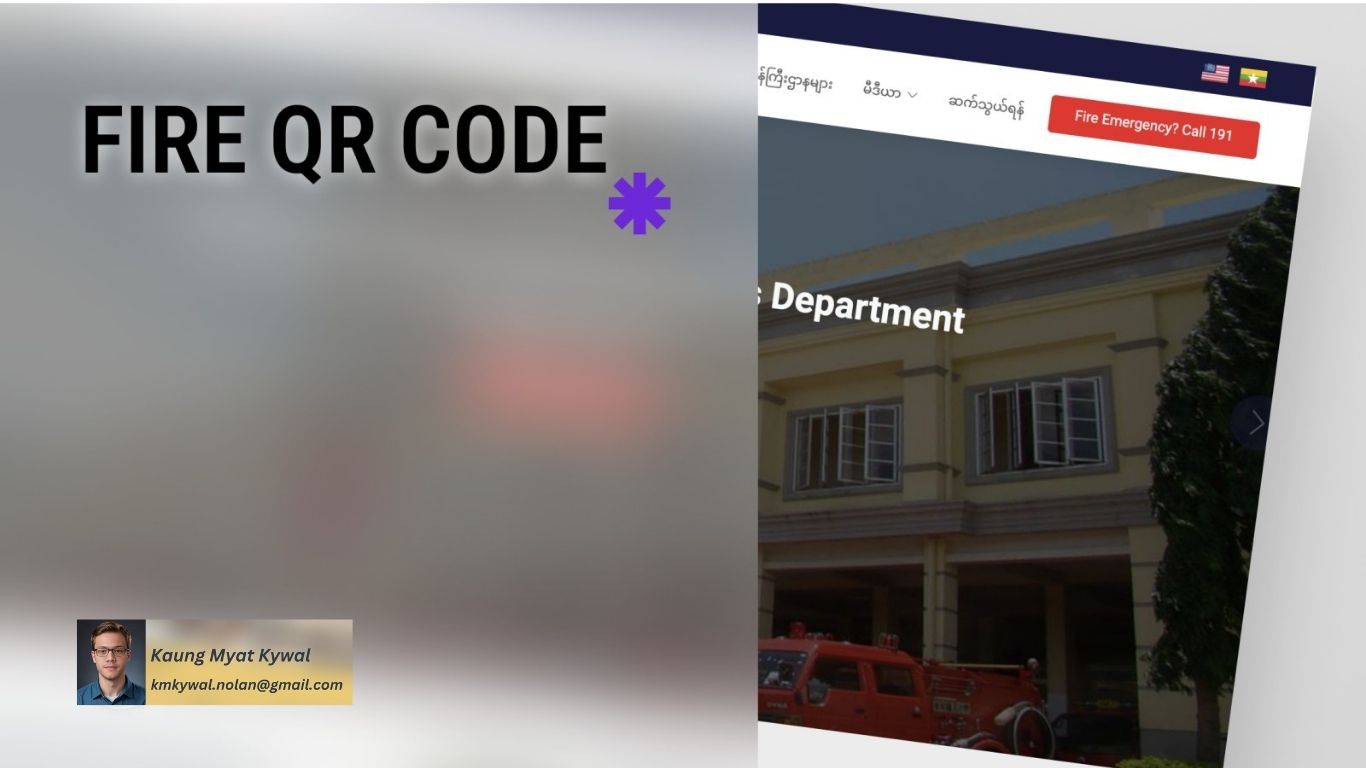 FIRE QR CODE
Kaung Myat Kywal
kmkywal.nolan@gmail.com
န်ကြီးဌာနများ
မီဒီယာ
ဆက်သွယ်ရန်
Fire Emergency? Call 191
s Department